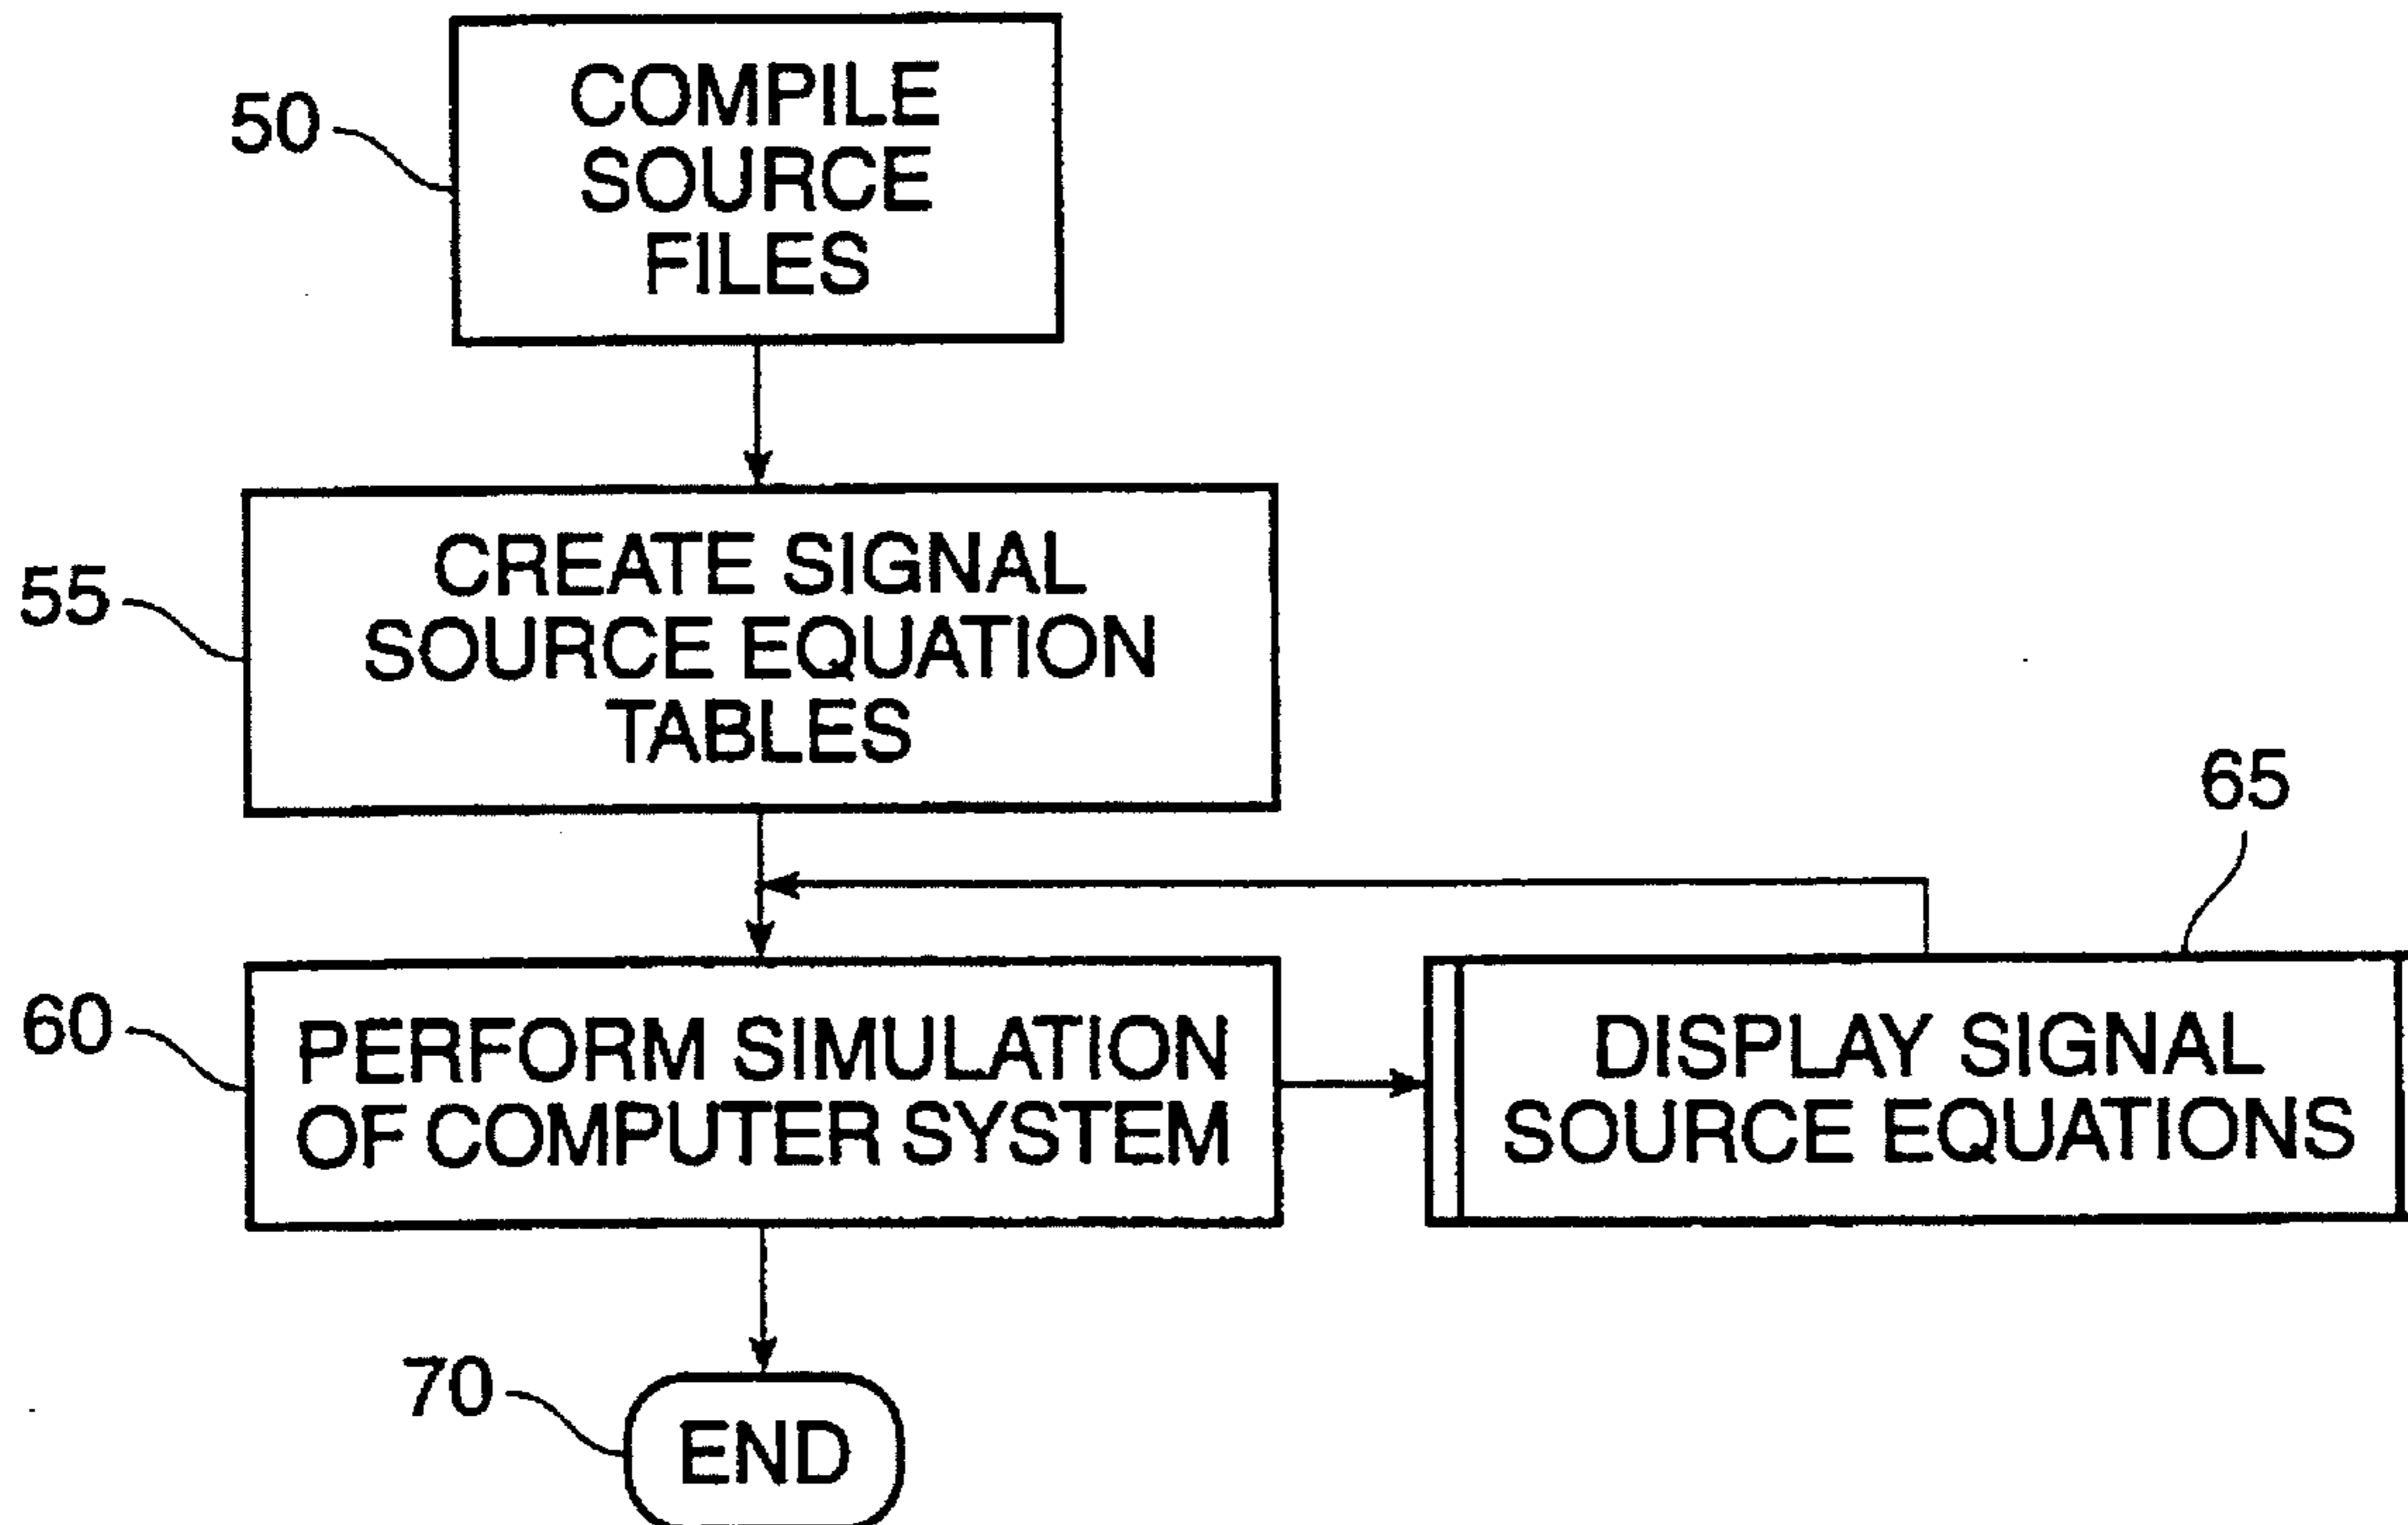 50
COMPILE
SOURCE
FILES
55
CREATE SIGNAL
SOURCE EQUATION
TABLES
65
60
PERFORM SIMULATION
OF COMPUTER SYSTEM
DISPLAY SIGNAL
SOURCE EQUATIONS
70
END